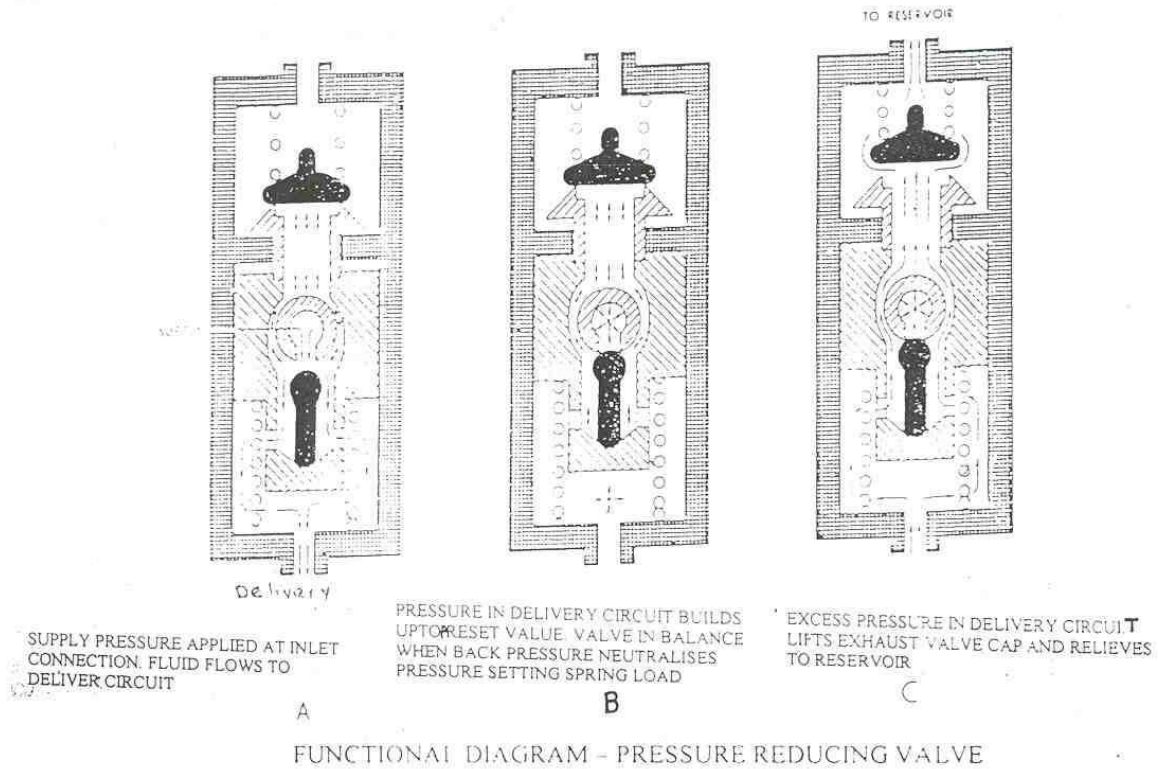 TO RESERVOIR
SUPPLY
Delivery
SUPPLY PRESSURE APPLIED AT INLET
CONNECTION. FLUID FLOWS TO
DELIVER CIRCUIT
A
PRESSURE IN DELIVERY CIRCUIT BUILDS
UPTOPRESET VALUE. VALVE IN BALANCE
WHEN BACK PRESSURE NEUTRALISES
PRESSURE SETTING SPRING LOAD
B
EXCESS PRESSURE IN DELIVERY CIRCUIT
LIFTS EXHAUST VALVE CAP AND RELIEVES
TO RESERVOIR
C
FUNCTIONAL DIAGRAM - PRESSURE REDUCING VALVE